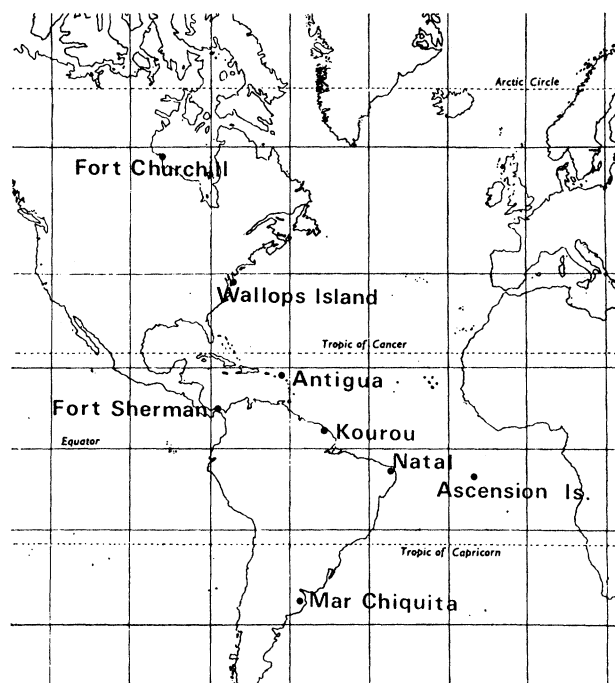 Arctic Circle
Fort Churchill
Wallops Island
Tropic of Cancer
Antigua
Fort Sherman
Kourou
Equator
Natal
Ascension Is.
Tropic of Capricorn
Mar Chiquita